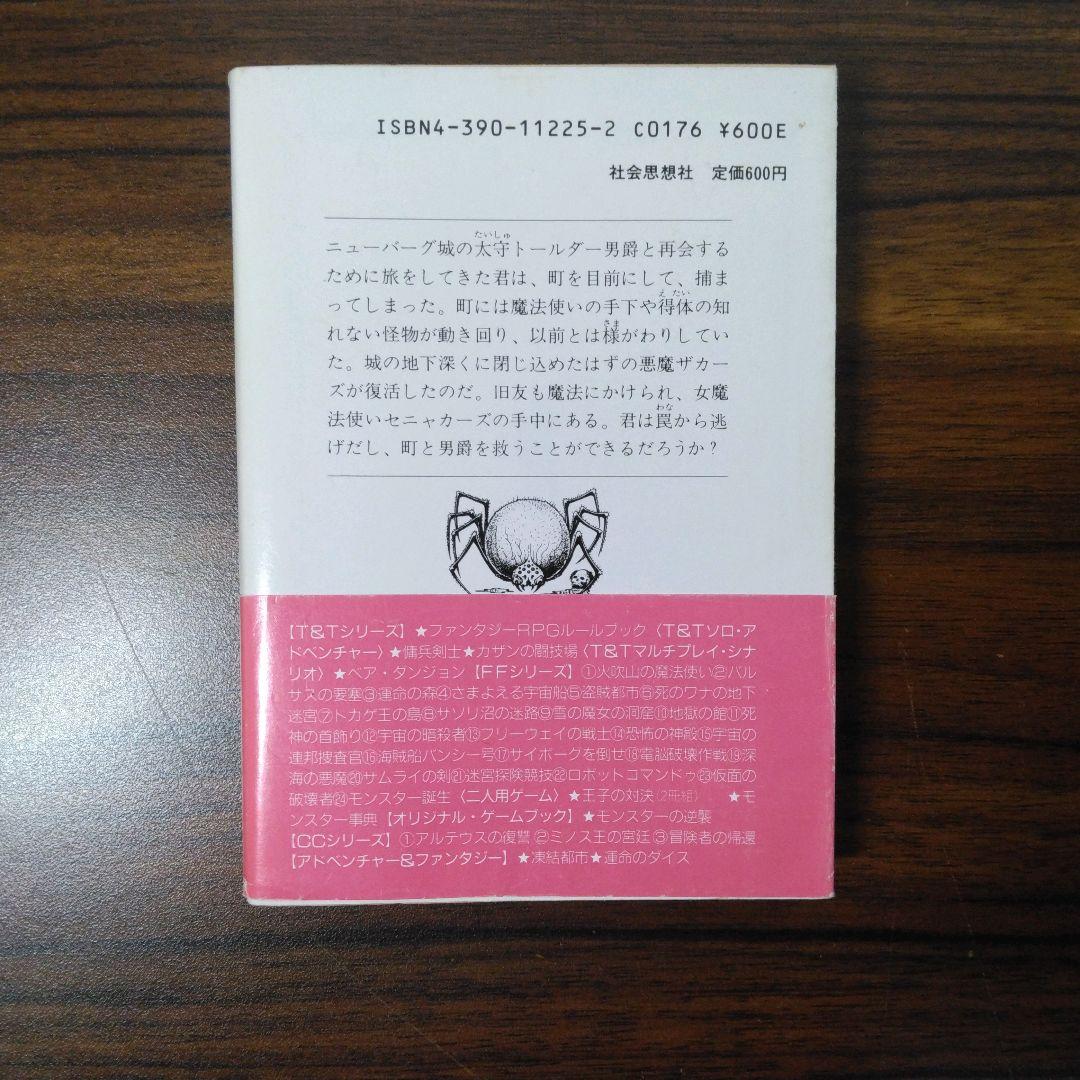 ISBN4-390-11225-2 C0176 ¥600E
社会思想社 定価600円
たいしゅ
ニューバーグ城の太守トールダー男爵と再会する
ために旅をしてきた君は、町を目前にして、捕ま
えたい
ってしまった。町には魔法使いの手下や得体の知
さま
れない怪物が動き回り、以前とは様がわりしてい
た。城の地下深くに閉じ込めたはずの悪魔ザカー
ズが復活したのだ。旧友も魔法にかけられ、女魔
わな
法使いセニャカーズの手中にある。君は罠から逃
げだし、町と男爵を救うことができるだろうか?
【T&Tシリーズ】★ファンタジーRPGルールブック〈T&Tソロ・ア
ドベンチャー〉★傭兵剣士★カザンの闘技場〈T&Tマルチプレイ・シナ
リオ〉★ベア・ダンジョン【FFシリーズ】①火吹山の魔法使い②バル
サスの要塞③運命の森④さまよえる宇宙船⑤盗賊都市⑥死のワナの地下
迷宮⑦トカゲ王の島⑧サソリ沼の迷路⑨雪の魔女の洞窟⑩地獄の館⑪死
神の首飾り⑫宇宙の暗殺者⑬フリーウェイの戦士⑭恐怖の神殿⑮宇宙の
連邦捜査官⑯海賊船バンシー号⑰サイボーグを倒せ⑱電脳破壊作戦⑲深
海の悪魔⑳サムライの剣㉑迷宮探険競技㉒ロボットコマンドゥ㉓仮面の
破壊者㉔モンスター誕生〈二人用ゲーム〉★王子の対決(2冊組) ★モ
ンスター事典【オリジナル・ゲームブック】★モンスターの逆襲
【CCシリーズ】①アルテウスの復讐②ミノス王の宮廷③冒険者の帰還
【アドベンチャー&ファンタジー】★凍結都市★運命のダイス